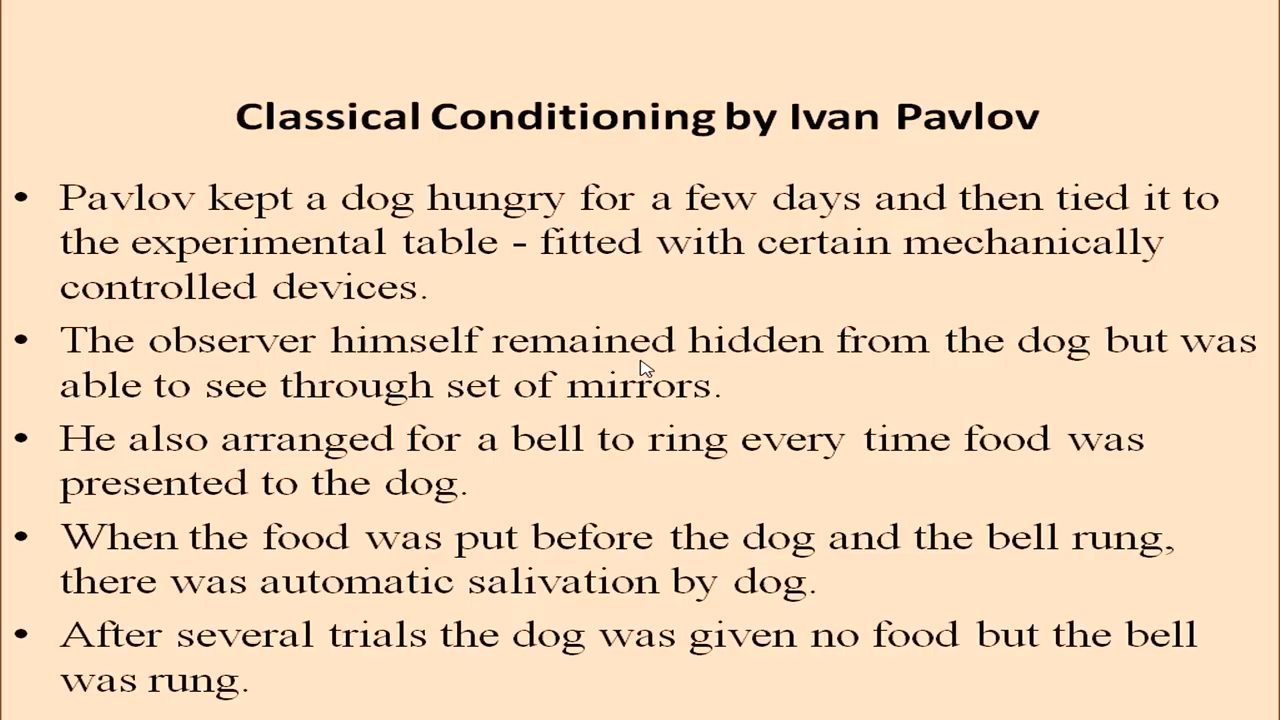 Classical Conditioning by Ivan Pavlov
• Pavlov kept a dog hungry for a few days and then tied it to
the experimental table - fitted with certain mechanically
controlled devices.
• The observer himself remained hidden from the dog but was
able to see through set of mirrors.
• He also arranged for a bell to ring every time food was
presented to the dog.
• When the food was put before the dog and the bell rung,
there was automatic salivation by dog.
• After several trials the dog was given no food but the bell
was rung.